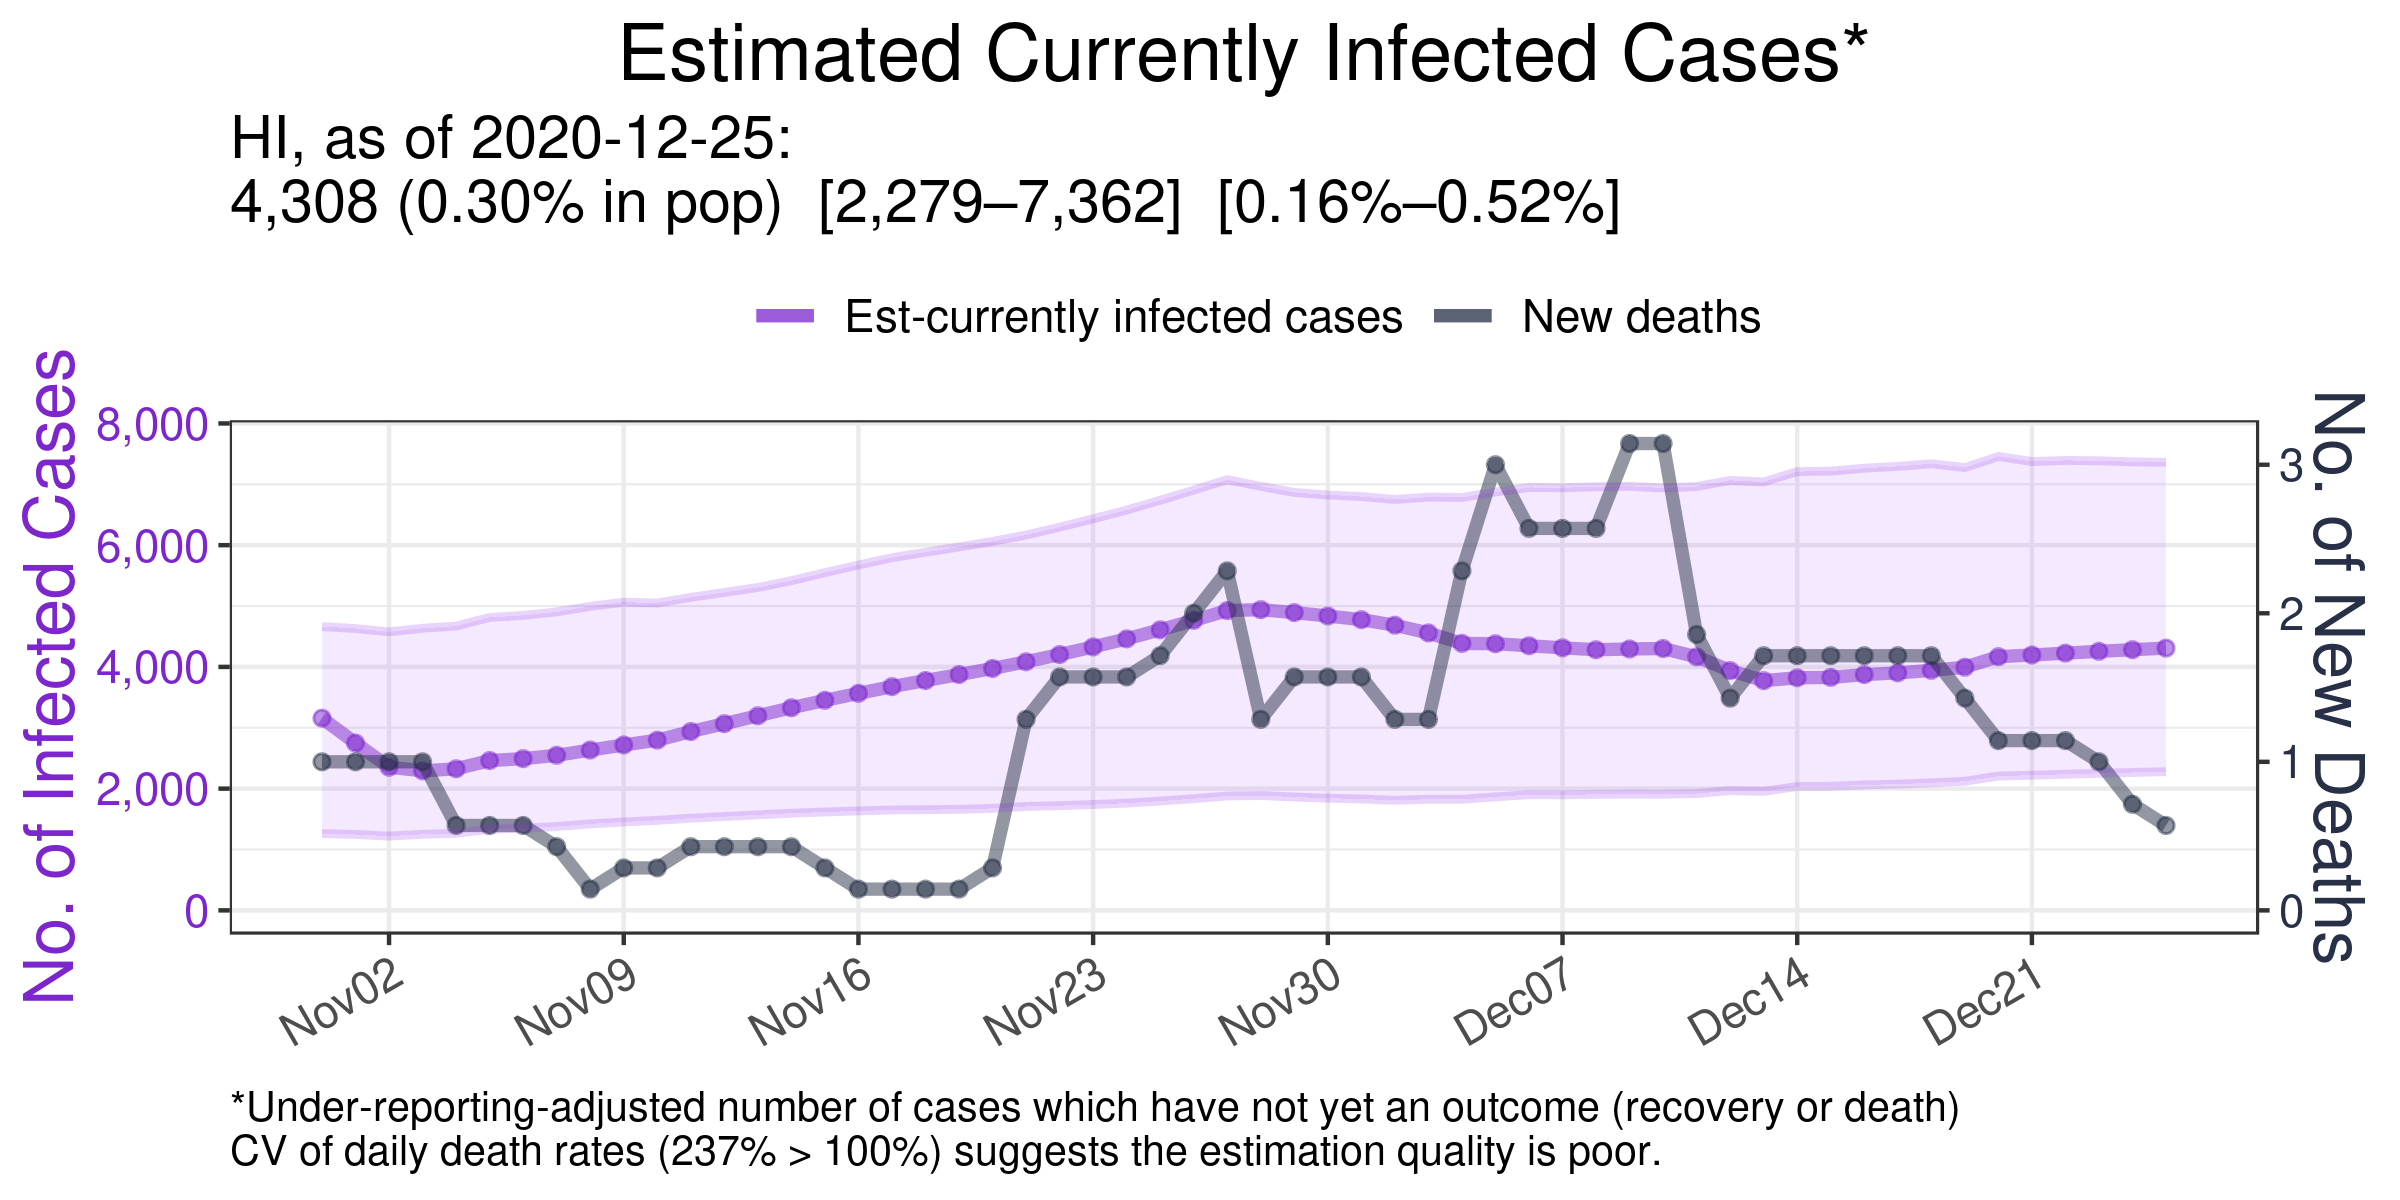 Estimated Currently Infected Cases*
HI, as of 2020-12-25:
4,308 (0.30% in pop)  [2,279–7,362]  [0.16%–0.52%]
Est-currently infected cases
New deaths
No. of Infected Cases
8,000
6,000
4,000
2,000
0
No. of New Deaths
3
2
1
0
Nov02
Nov09
Nov16
Nov23
Nov30
Dec07
Dec14
Dec21
*Under-reporting-adjusted number of cases which have not yet an outcome (recovery or death)
CV of daily death rates (237% > 100%) suggests the estimation quality is poor.